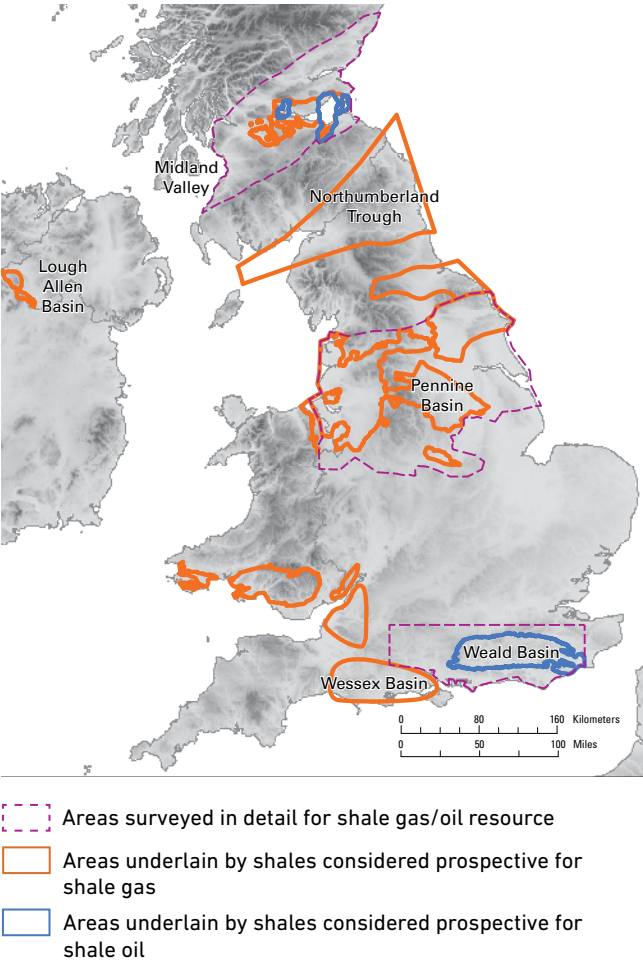 Midland
Valley
Northumberland
Trough
Lough
Allen
Basin
Pennine
Basin
Weald Basin
Wessex Basin
0 80 160 Kilometers
0 50 100 Miles
Areas surveyed in detail for shale gas/oil resource
Areas underlain by shales considered prospective for
shale gas
Areas underlain by shales considered prospective for
shale oil